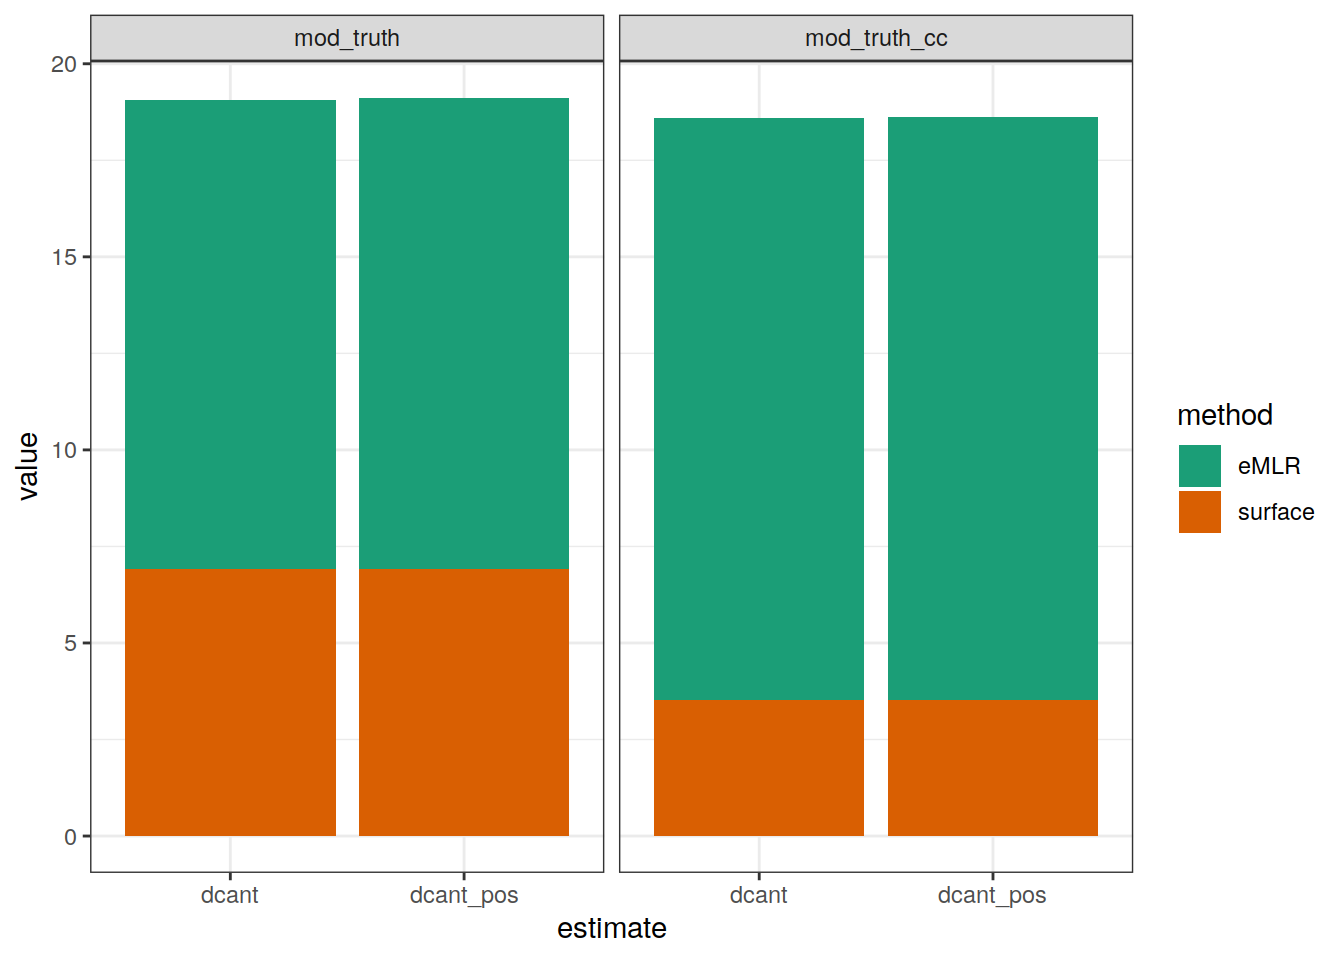 mod_truth
mod_truth_cc
value
20
15
10
5
0
dcant
dcant_pos
dcant
dcant_pos
estimate
method
eMLR
surface